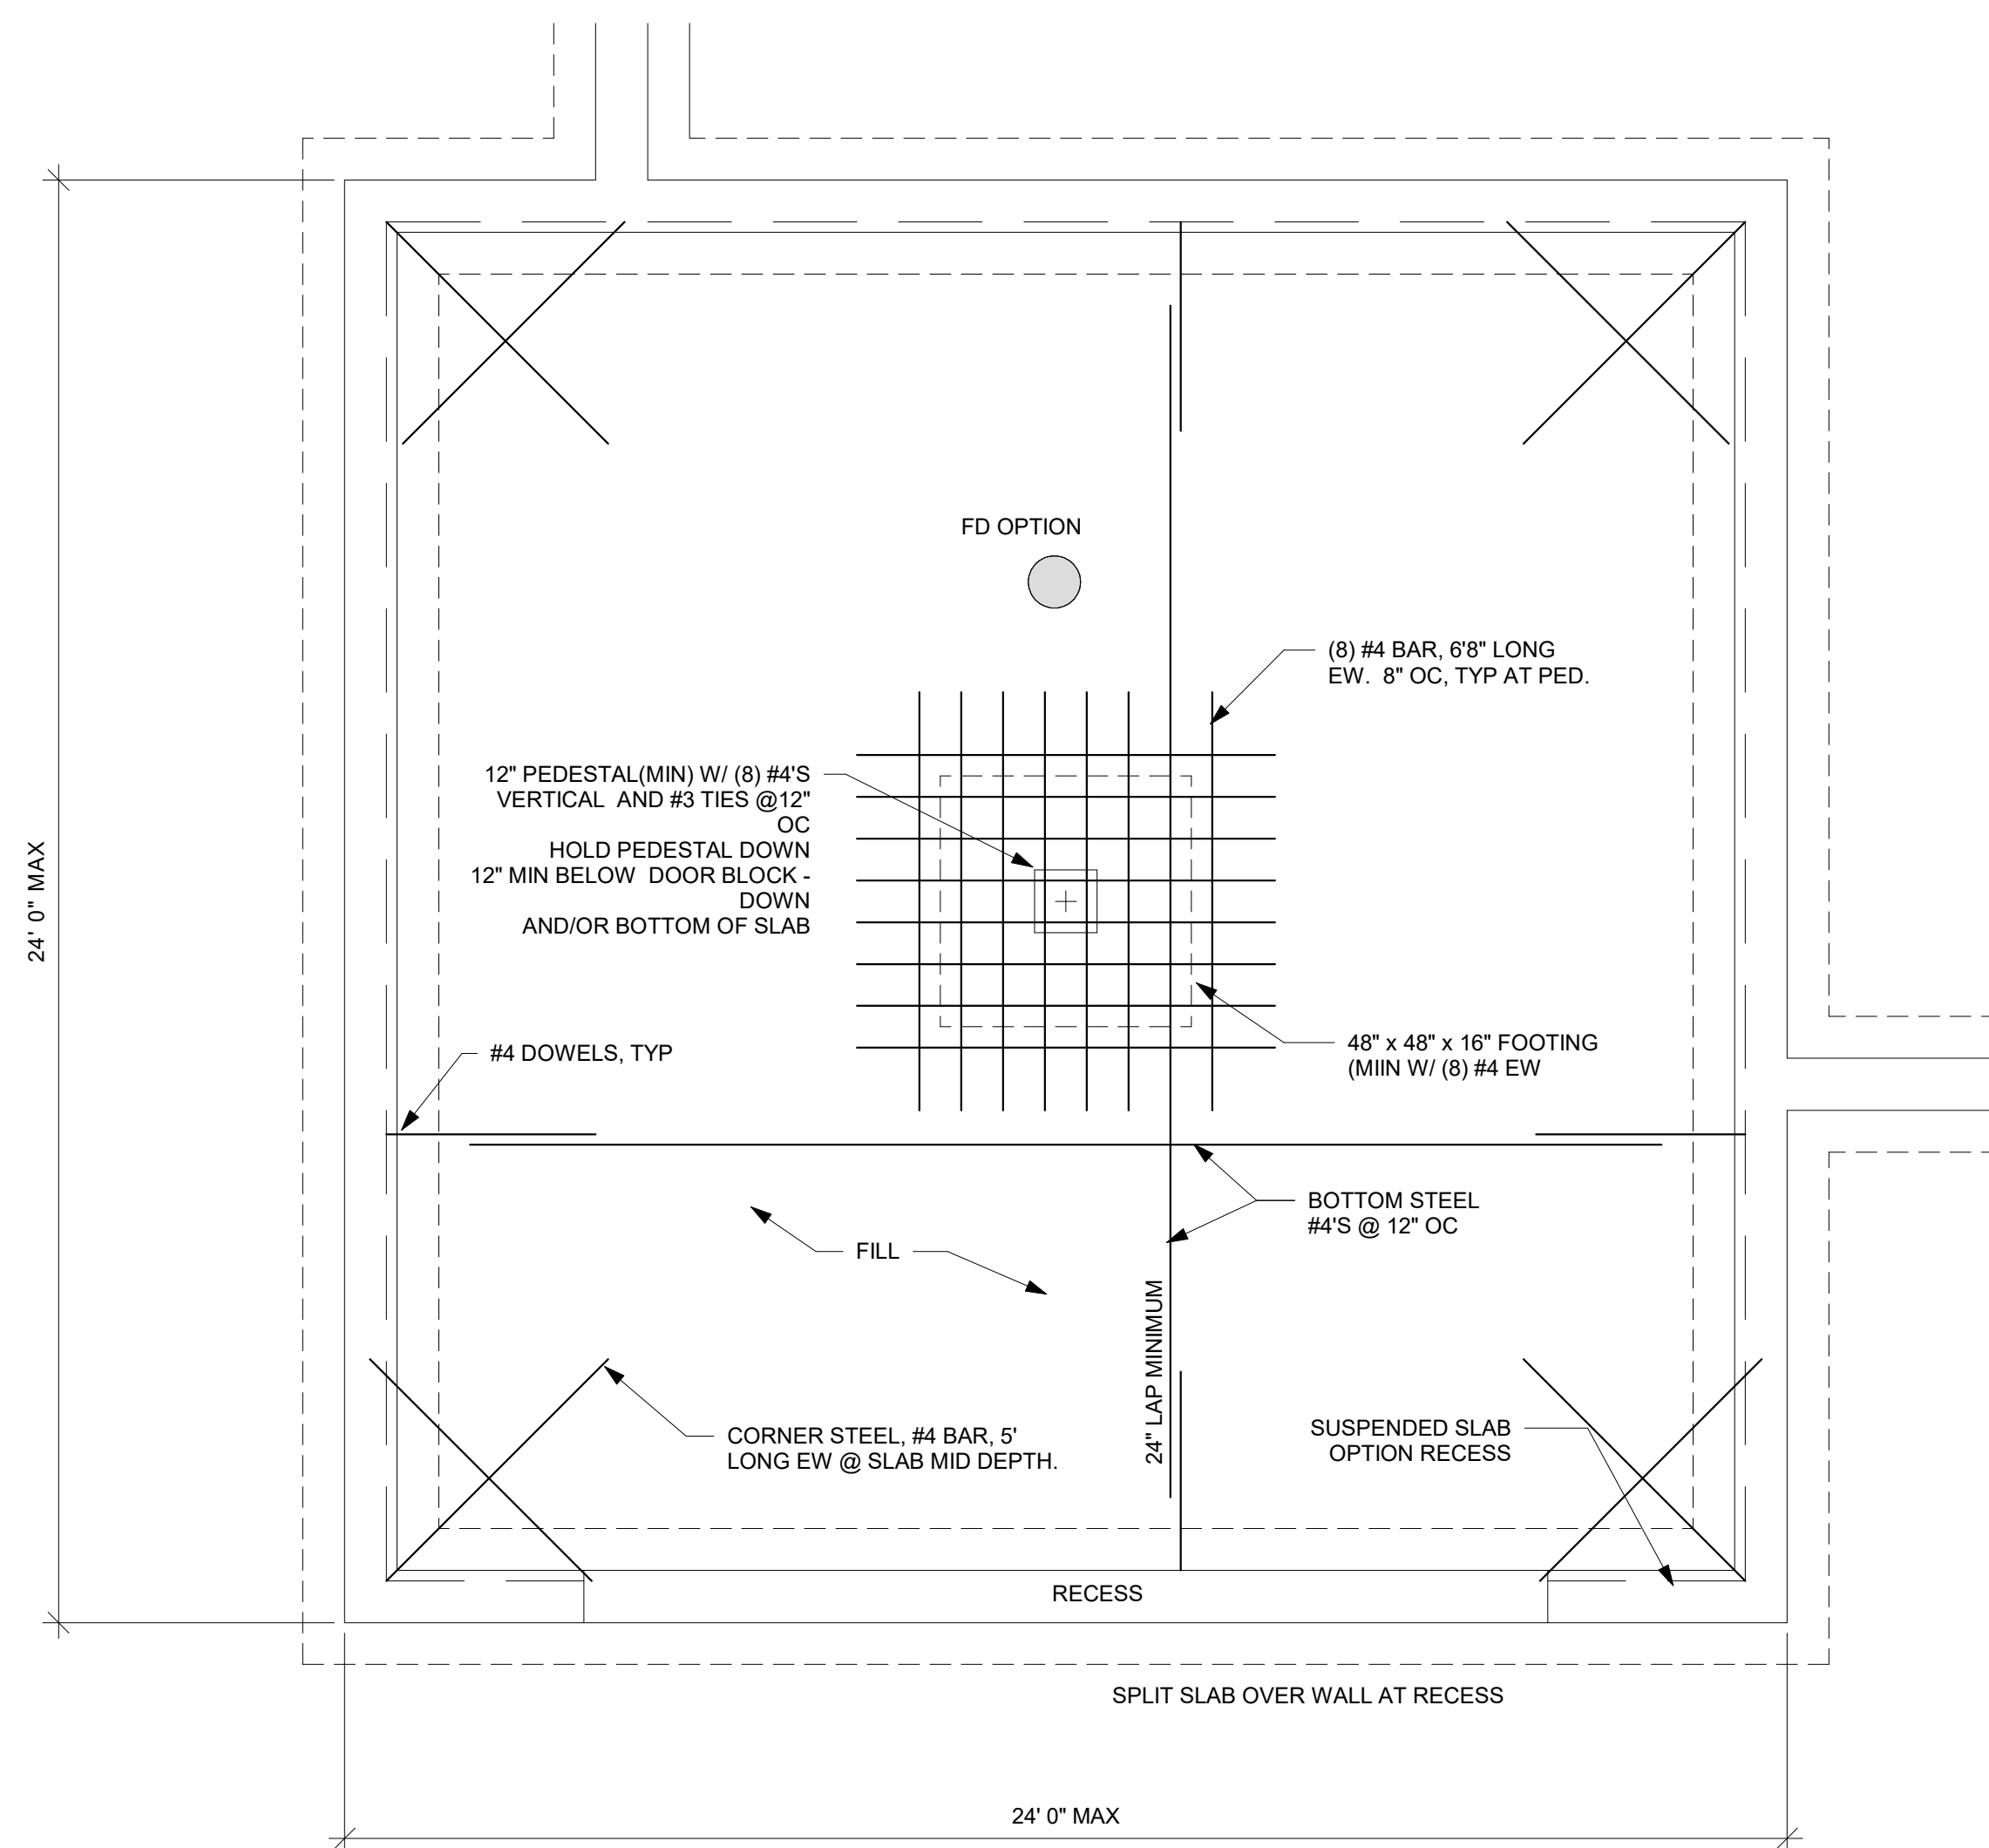 FD OPTION
(8) #4 BAR, 6'8" LONG
EW.  8" OC, TYP AT PED.
12" PEDESTAL(MIN) W/ (8) #4'S
VERTICAL  AND #3 TIES @12"
OC
HOLD PEDESTAL DOWN
12" MIN BELOW  DOOR BLOCK -
DOWN
AND/OR BOTTOM OF SLAB
24' 0" MAX
#4 DOWELS, TYP
48" x 48" x 16" FOOTING
(MIIN W/ (8) #4 EW
BOTTOM STEEL
#4'S @ 12" OC
FILL
24" LAP MINIMUM
CORNER STEEL, #4 BAR, 5'
LONG EW @ SLAB MID DEPTH.
SUSPENDED SLAB
OPTION RECESS
RECESS
SPLIT SLAB OVER WALL AT RECESS
24' 0" MAX